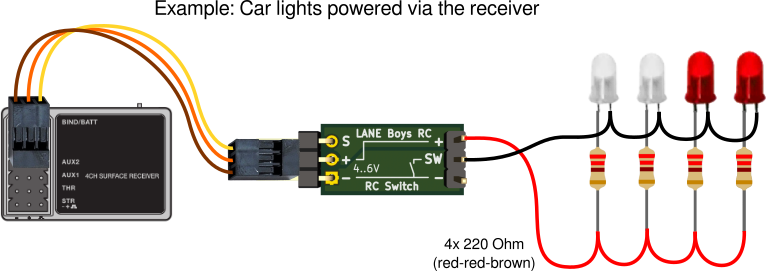 Example: Car lights powered via the receiver
BIND/BATT
AUX2
AUX1
4CH SURFACE RECEIVER
THR
STR
- +
LANE Boys RC
S
+
+
4..6V
SW
-
-
RC Switch
4x 220 Ohm
(red-red-brown)